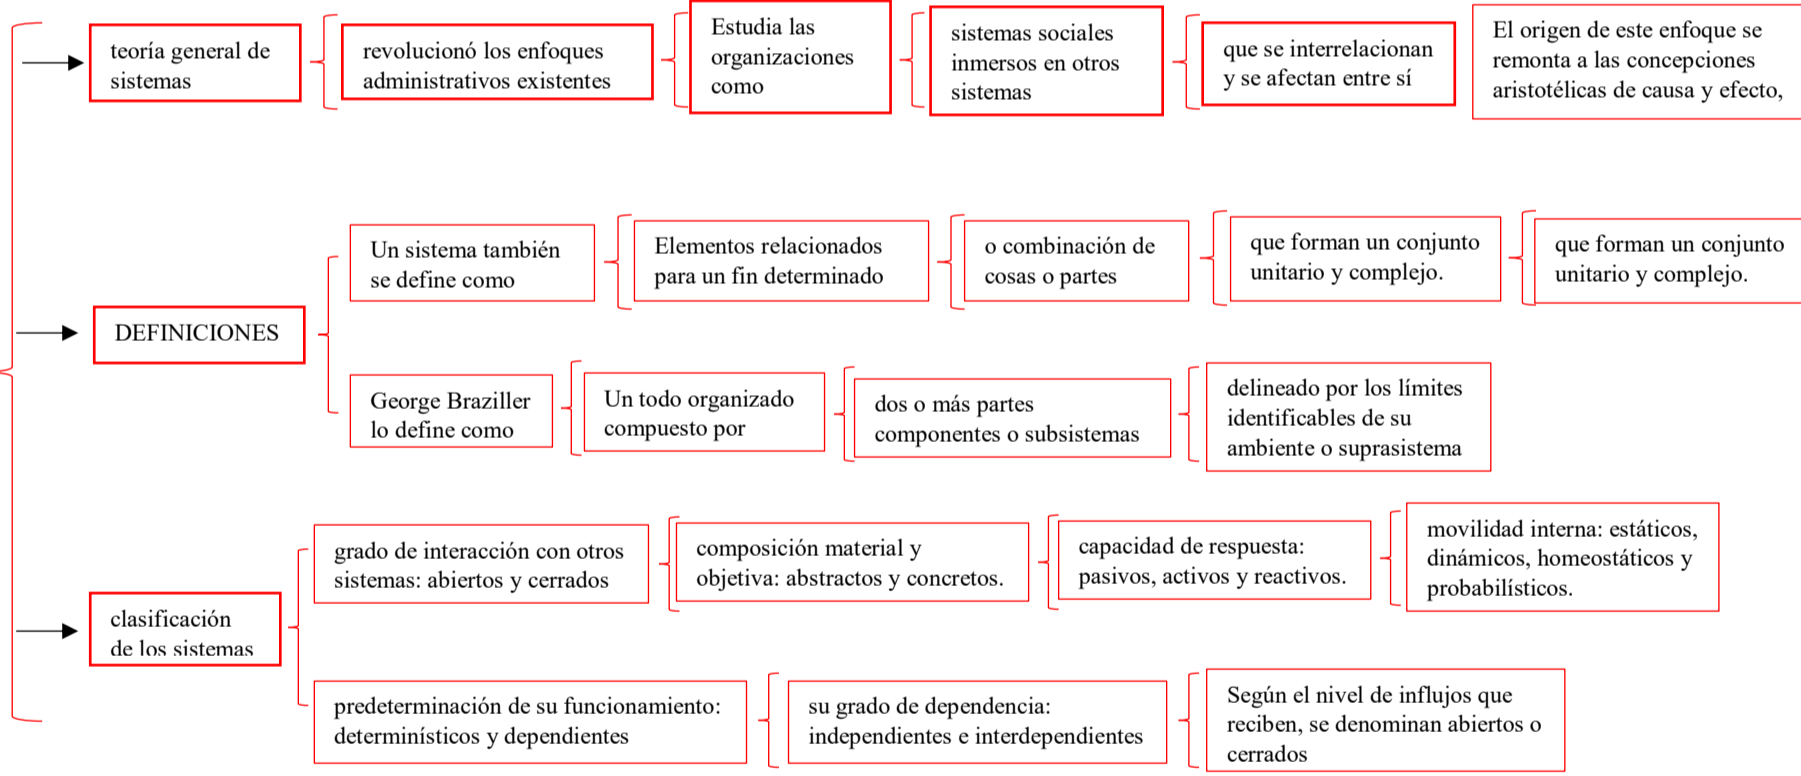 teoría general de
sistemas
revolucionó los enfoques
administrativos existentes
Estudia las
organizaciones
como
sistemas sociales
inmersos en otros
sistemas
que se interrelacionan
y se afectan entre sí
El origen de este enfoque se
remonta a las concepciones
aristotélicas de causa y efecto,
DEFINICIONES
Un sistema también
se define como
Elementos relacionados
para un fin determinado
o combinación de
cosas o partes
que forman un conjunto
unitario y complejo.
que forman un conjunto
unitario y complejo.
George Braziller
lo define como
Un todo organizado
compuesto por
dos o más partes
componentes o subsistemas
delineado por los límites
identificables de su
ambiente o suprasistema
clasificación
de los sistemas
grado de interacción con otros
sistemas: abiertos y cerrados
composición material y
objetiva: abstractos y concretos.
capacidad de respuesta:
pasivos, activos y reactivos.
movilidad interna: estáticos,
dinámicos, homeostáticos y
probabilísticos.
predeterminación de su funcionamiento:
determinísticos y dependientes
su grado de dependencia:
independientes e interdependientes
Según el nivel de influjos que
reciben, se denominan abiertos o
cerrados